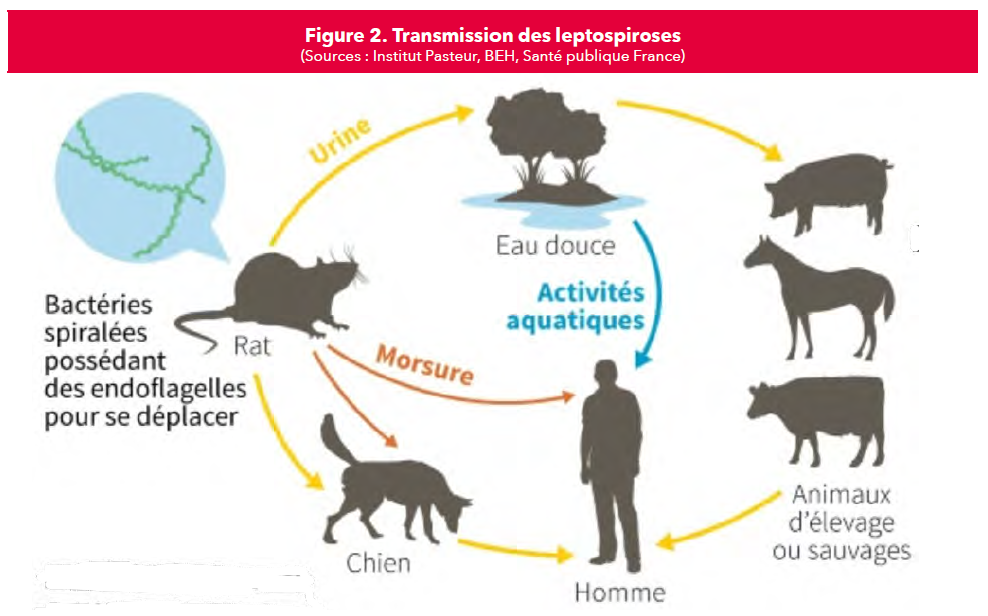 Figure 2. Transmission des leptospiroses
(Sources : Institut Pasteur, BEH, Santé publique France)
Urine
Eau douce
Activités
aquatiques
Bactéries
spiralées
possédant
des endoflagelles
pour se déplacer
Rat
Morsure
Chien
Homme
Animaux
d'élevage
ou sauvages